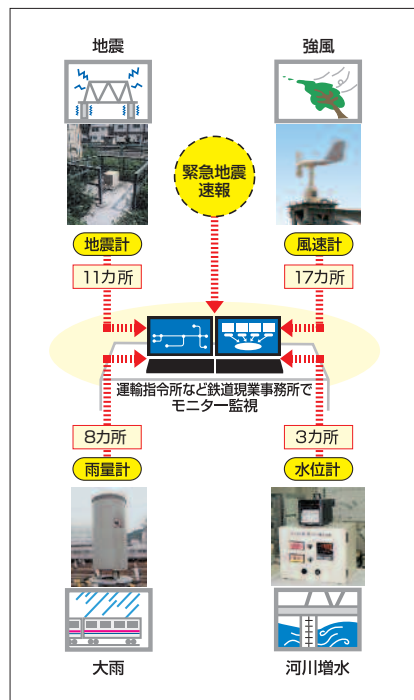 地震
強風
緊急地震
速報
地震計
風速計
11カ所
17カ所
運輸指令所など鉄道現業事務所で
モニター監視
8カ所
3カ所
雨量計
水位計
大雨
河川増水